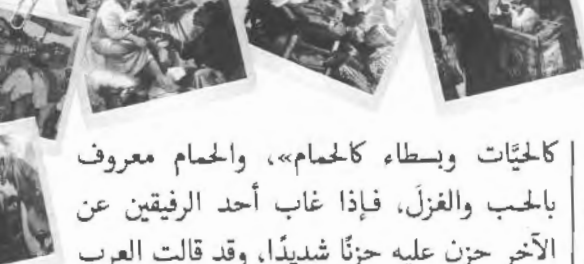 كالحيَّات وبسطاء كالحمام»، والحمام معروف
بالحب والغزلَ، فإذا غاب أحد الرفيقين عن
الآخر حزن عليه حزنًا شديدًا، وقد قالت العرب